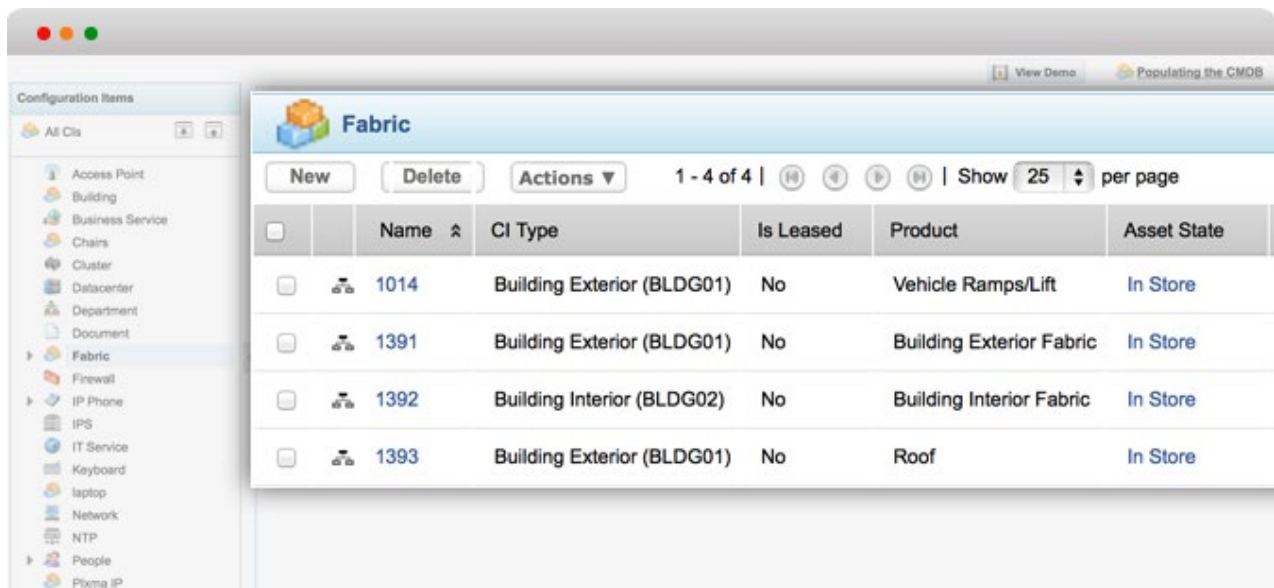 View Demo Populating the CMDB
Configuration Items
All CIs
Access Point
Building
Business Service
Chairs
Cluster
Datacenter
Department
Document
Fabric
Firewall
IP Phone
IPS
IT Service
Keyboard
laptop
Network
NTP
People
Pixma IP
Fabric
New Delete Actions ▼ 1 - 4 of 4 | | Show 25 per page
Name CI Type Is Leased Product Asset State
1014 Building Exterior (BLDG01) No Vehicle Ramps/Lift In Store
1391 Building Exterior (BLDG01) No Building Exterior Fabric In Store
1392 Building Interior (BLDG02) No Building Interior Fabric In Store
1393 Building Exterior (BLDG01) No Roof In Store